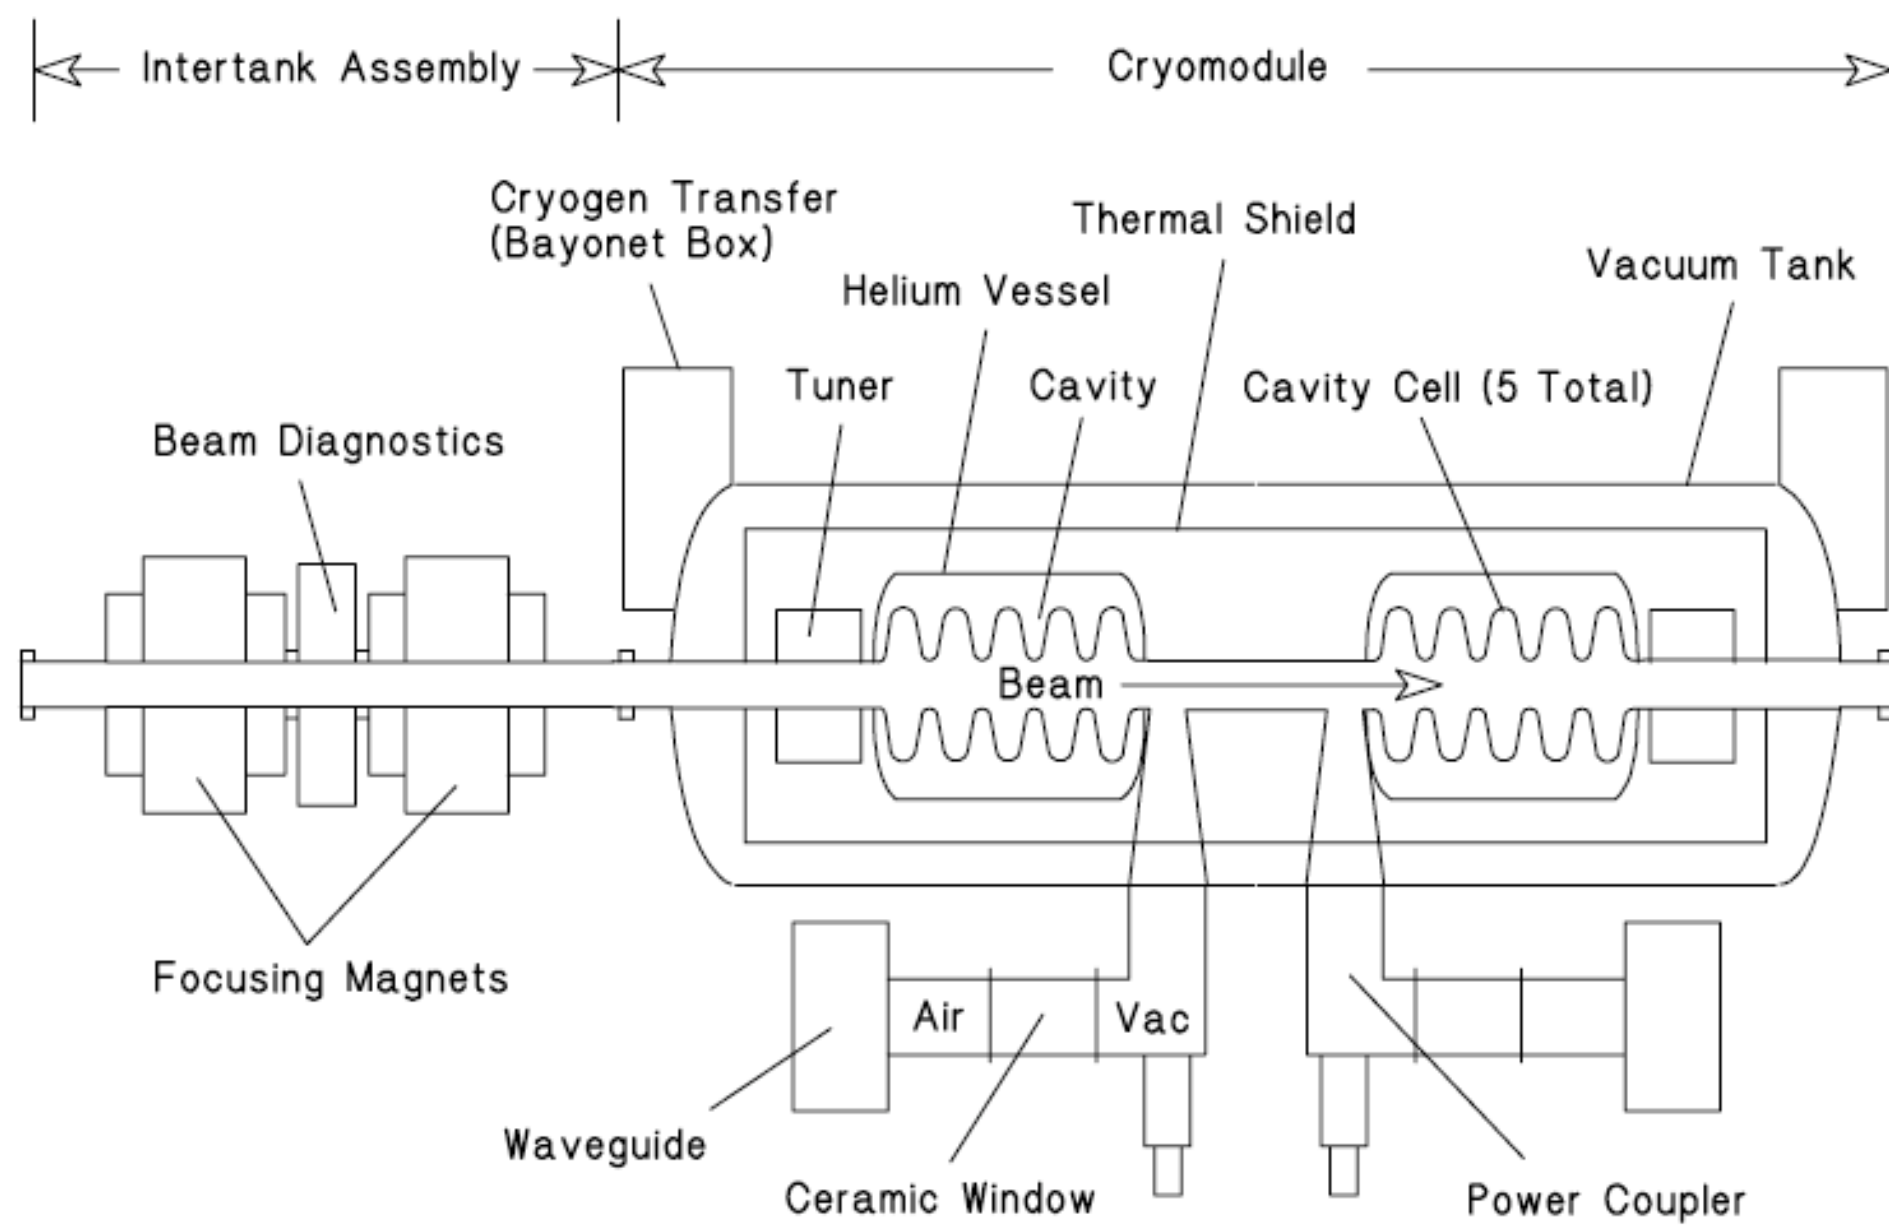 Intertank Assembly
Cryomodule
Cryogen Transfer
(Bayonet Box)
Thermal Shield
Vacuum Tank
Helium Vessel
Tuner
Cavity
Cavity Cell (5 Total)
Beam Diagnostics
Beam
Focusing Magnets
Air
Vac
Waveguide
Ceramic Window
Power Coupler